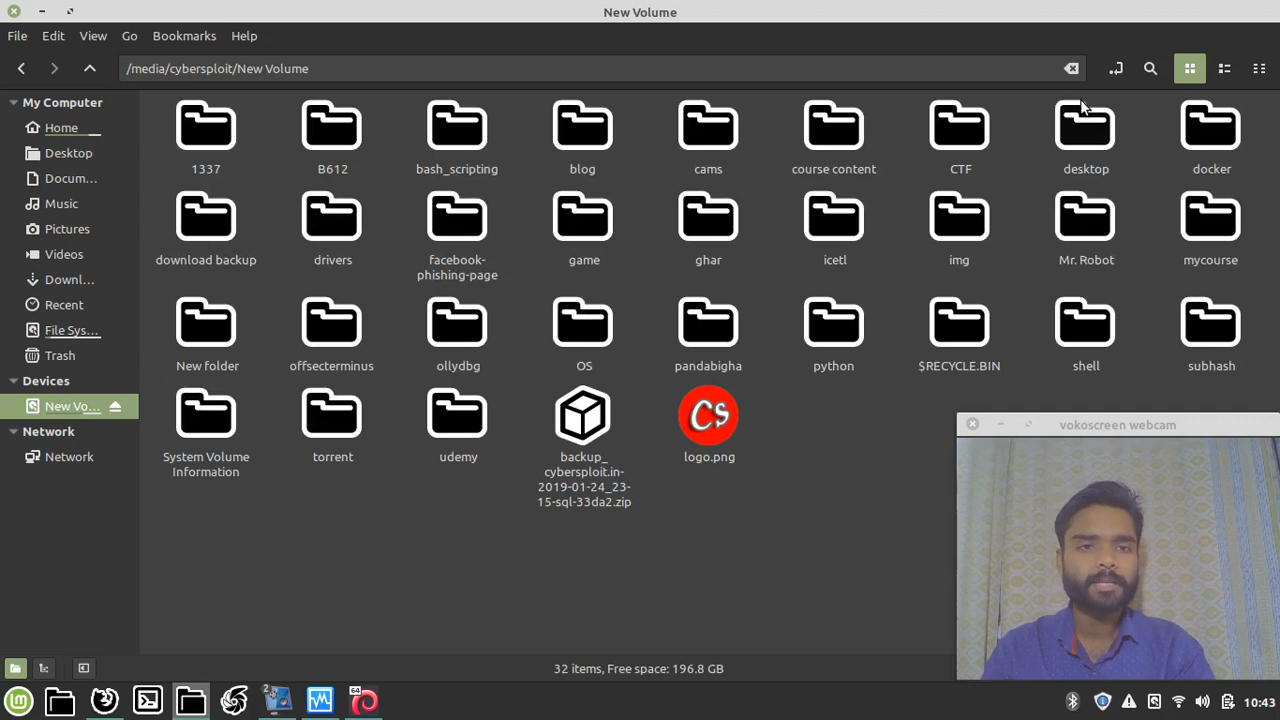 New Volume
File Edit View Go Bookmarks Help
/media/cybersploit/New Volume
My Computer
Home
Desktop
Docum...
Music
Pictures
Videos
Downl...
Recent
File Sys...
Trash
Devices
New Vo...
Network
Network
1337 B612 bash_scripting blog cams course content CTF desktop docker
download backup drivers facebook- game ghar icetl img Mr. Robot mycourse
phishing-page
New folder offsecterminus ollydbg OS pandabigha python $RECYCLE.BIN shell subhash
Cs
System Volume torrent udemy backup_ logo.png
Information cybersploit.in-
2019-01-24_23-
15-sql-33da2.zip
vokoscreen webcam
32 items, Free space: 196.8 GB
2
64
10:43